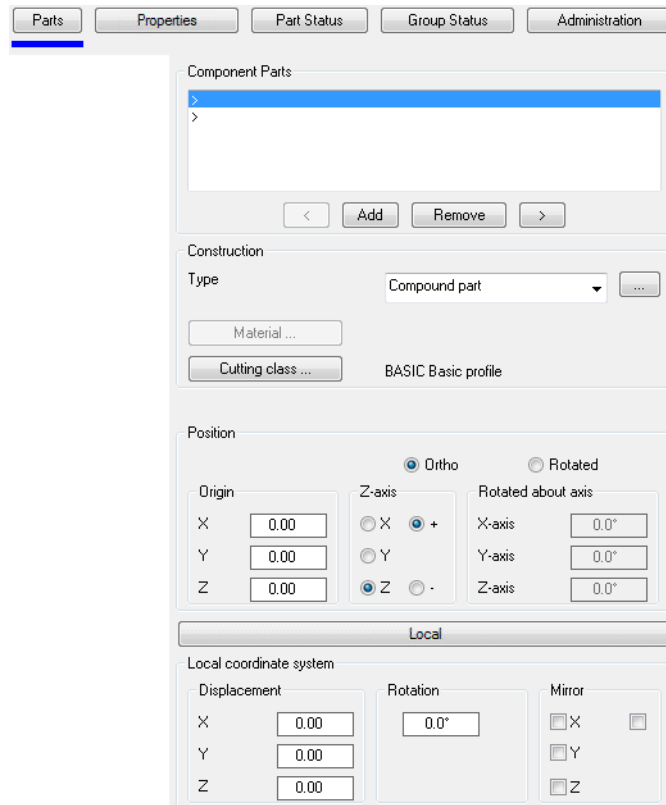 Parts Properties Part Status Group Status Administration
Component Parts
>
>
< Add Remove >
Construction
Type Compound part ...
Material ...
Cutting class ... BASIC Basic profile
Position
Ortho Rotated
Origin Z-axis Rotated about axis
X 0.00 X + X-axis 0.0°
Y 0.00 Y Y-axis 0.0°
Z 0.00 Z - Z-axis 0.0°
Local
Local coordinate system
Displacement Rotation Mirror
X 0.00 0.0° X
Y 0.00 Y
Z 0.00 Z